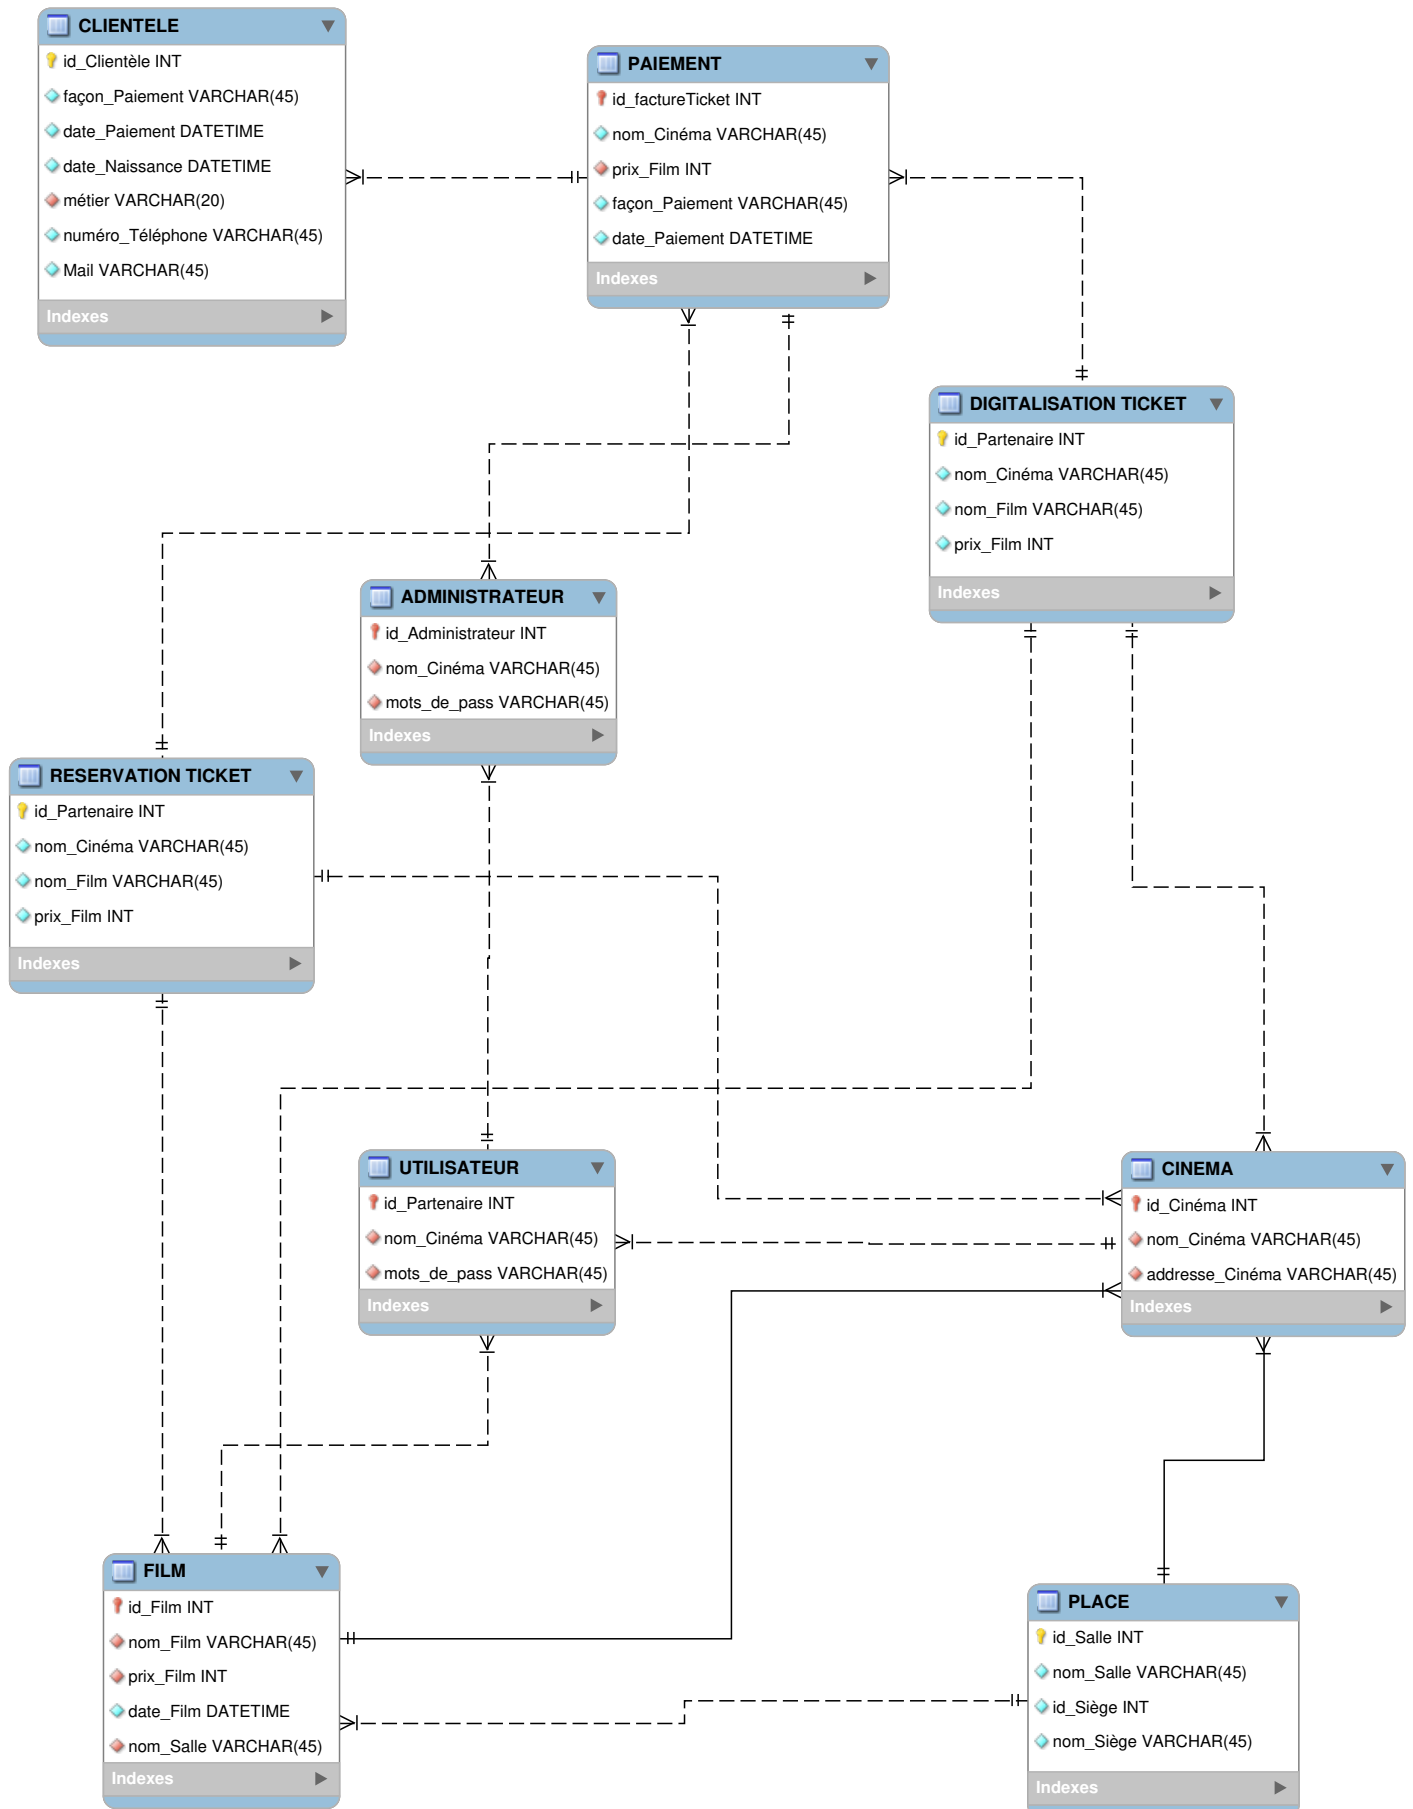 CLIENTELE
id_Clientèle INT
façon_Paiement VARCHAR(45)
date_Paiement DATETIME
date_Naissance DATETIME
métier VARCHAR(20)
numéro_Téléphone VARCHAR(45)
Mail VARCHAR(45)
Indexes
PAIEMENT
id_factureTicket INT
nom_Cinéma VARCHAR(45)
prix_Film INT
façon_Paiement VARCHAR(45)
date_Paiement DATETIME
Indexes
DIGITALISATION TICKET
id_Partenaire INT
nom_Cinéma VARCHAR(45)
nom_Film VARCHAR(45)
prix_Film INT
Indexes
ADMINISTRATEUR
id_Administrateur INT
nom_Cinéma VARCHAR(45)
mots_de_pass VARCHAR(45)
Indexes
RESERVATION TICKET
id_Partenaire INT
nom_Cinéma VARCHAR(45)
nom_Film VARCHAR(45)
prix_Film INT
Indexes
UTILISATEUR
id_Partenaire INT
nom_Cinéma VARCHAR(45)
mots_de_pass VARCHAR(45)
Indexes
CINEMA
id_Cinéma INT
nom_Cinéma VARCHAR(45)
addresse_Cinéma VARCHAR(45)
Indexes
FILM
id_Film INT
nom_Film VARCHAR(45)
prix_Film INT
date_Film DATETIME
nom_Salle VARCHAR(45)
Indexes
PLACE
id_Salle INT
nom_Salle VARCHAR(45)
id_Siège INT
nom_Siège VARCHAR(45)
Indexes